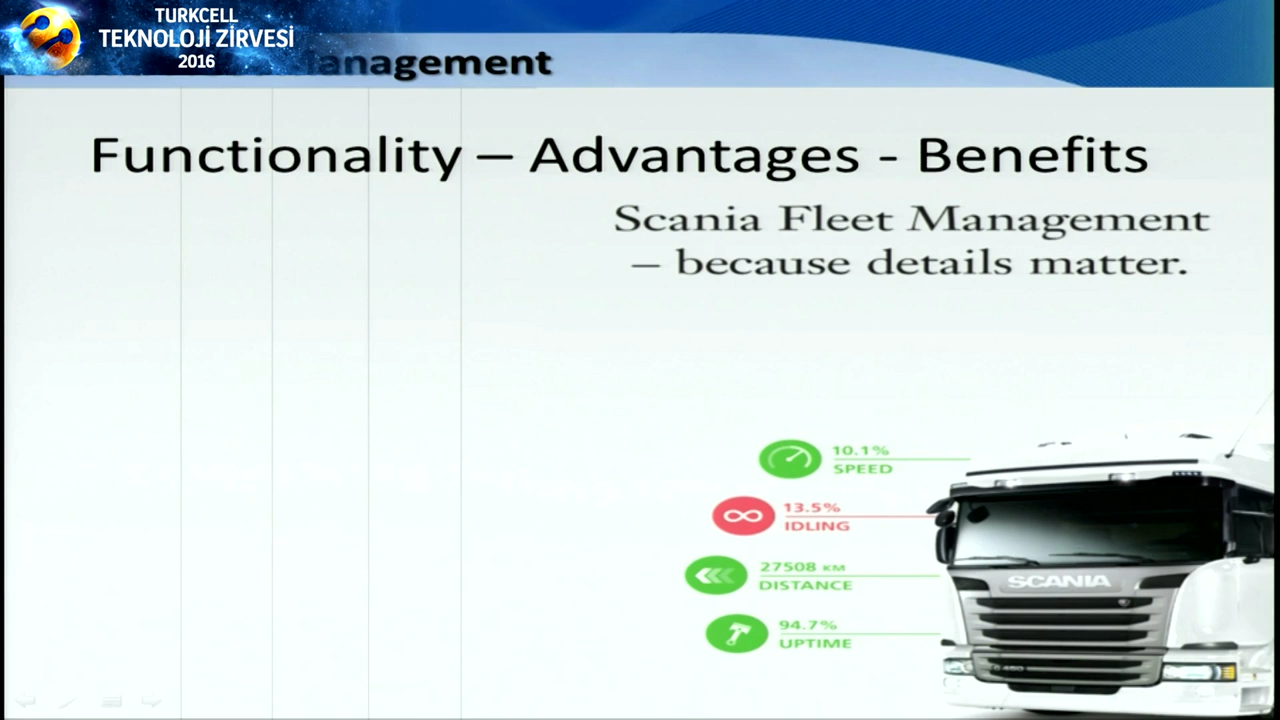 TURKCELL
TEKNOLOJİ ZİRVESİ
2016
anagement
Functionality – Advantages - Benefits
Scania Fleet Management
– because details matter.
10.1%
SPEED
13.5%
IDLING
27508 KM
DISTANCE
94.7%
UPTIME
SCANIA